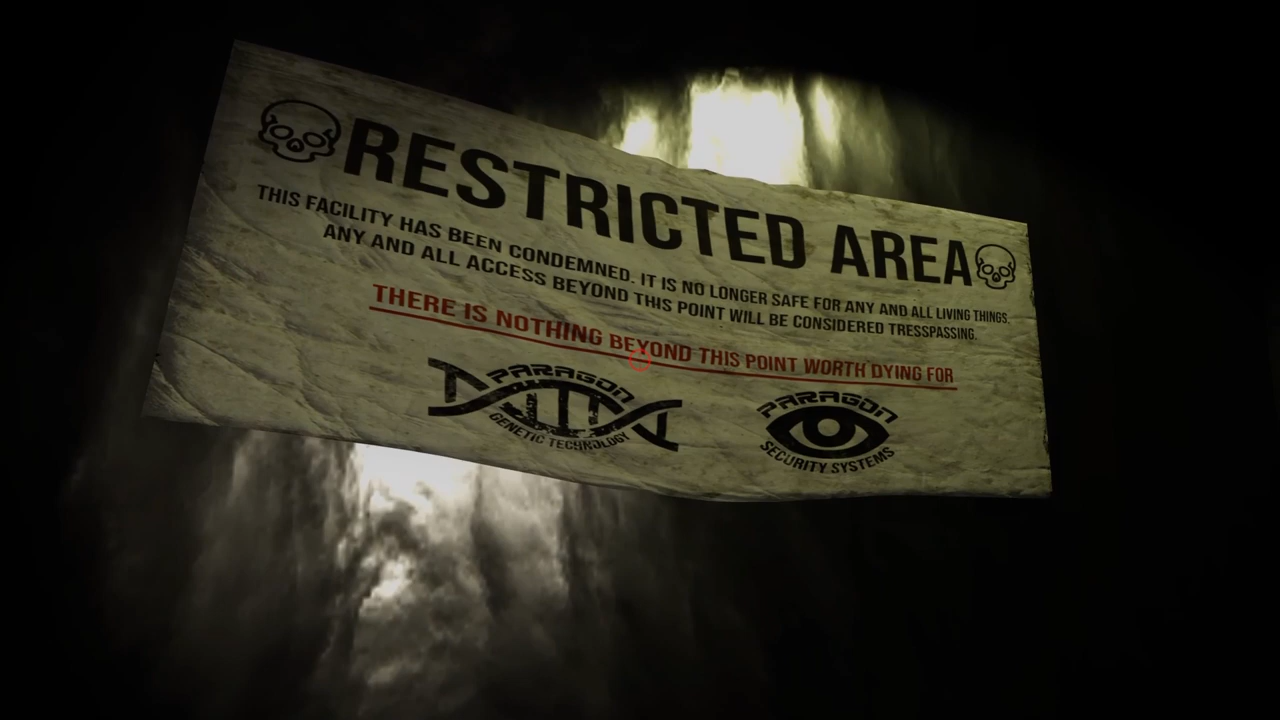 RESTRICTED AREA
THIS FACILITY HAS BEEN CONDEMNED. IT IS NO LONGER SAFE FOR ANY AND ALL LIVING THINGS.
ANY AND ALL ACCESS BEYOND THIS POINT WILL BE CONSIDERED TRESSPASSING.
THERE IS NOTHING BEYOND THIS POINT WORTH DYING FOR
PARAGON
GENETIC TECHNOLOGY
PARAGON
SECURITY SYSTEMS